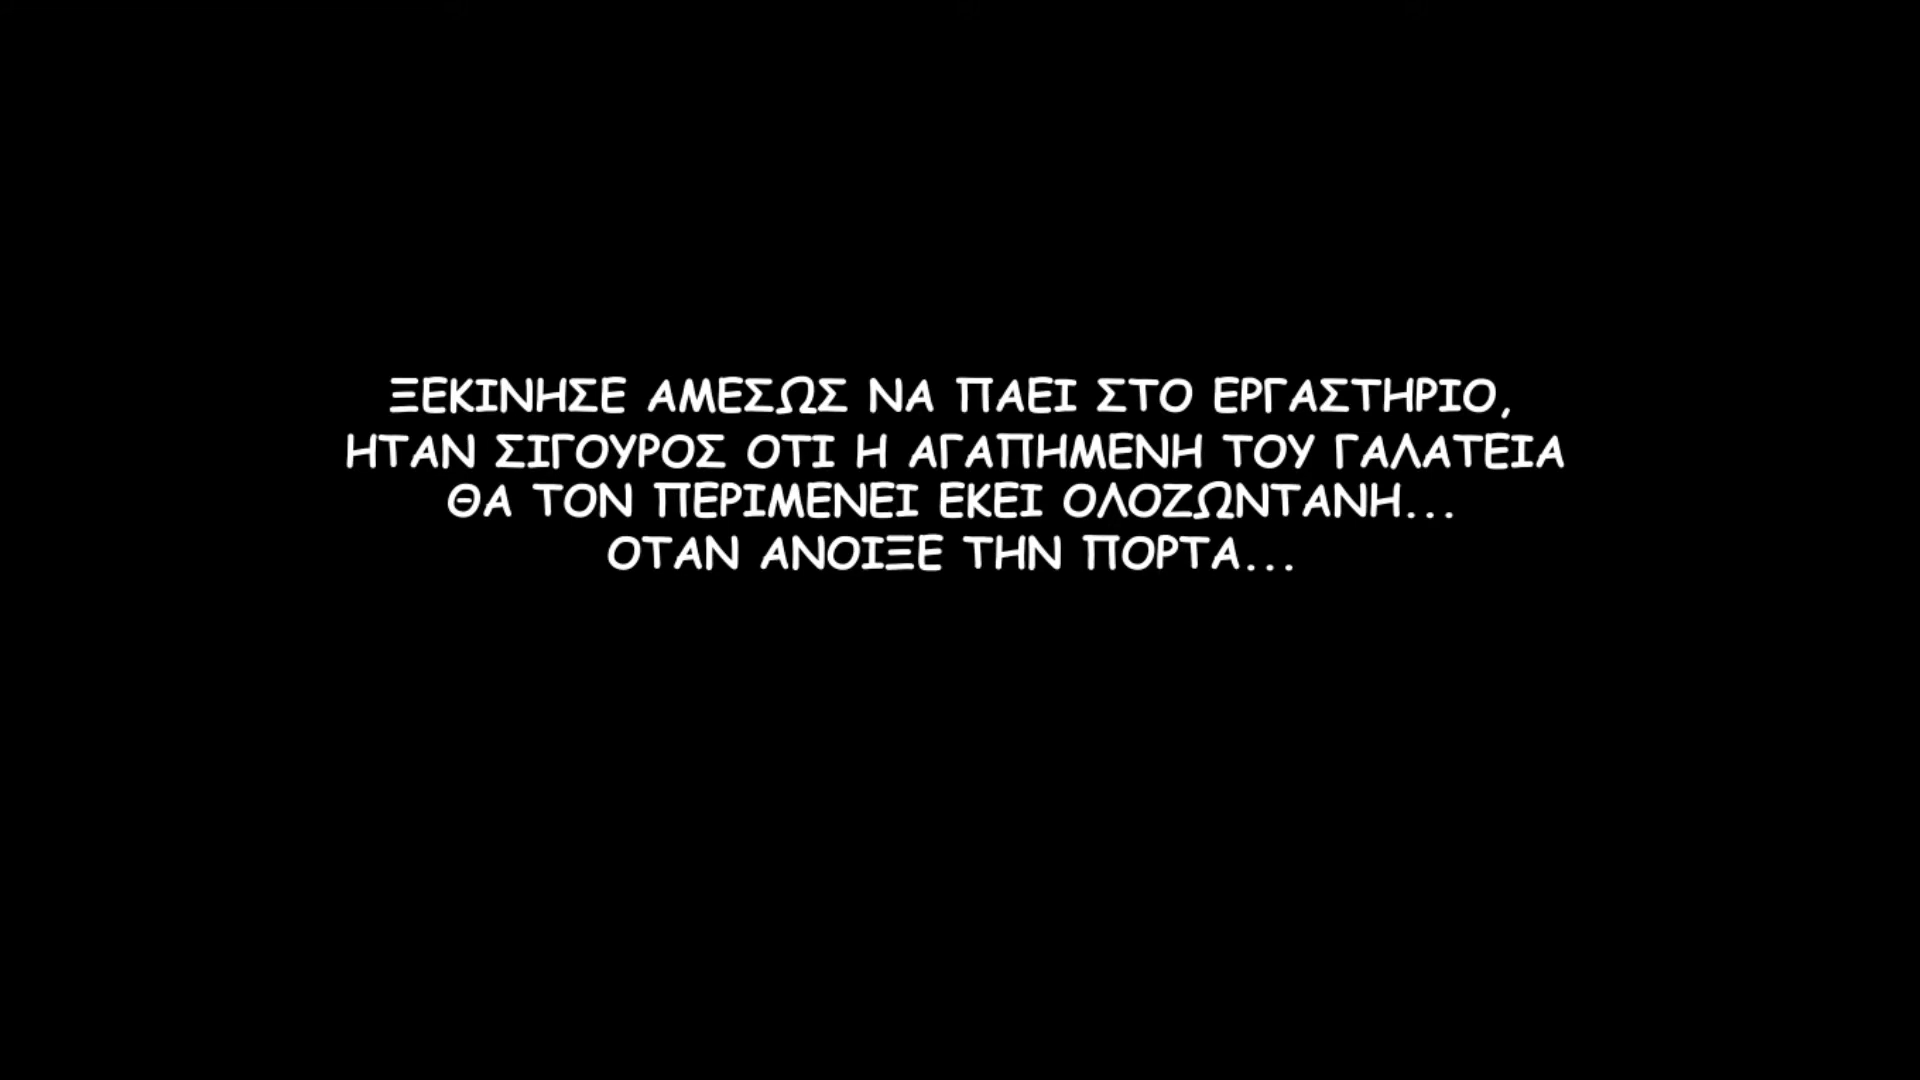 ΞΕΚΙΝΗΣΕ ΑΜΕΣΩΣ ΝΑ ΠΑΕΙ ΣΤΟ ΕΡΓΑΣΤΗΡΙΟ,
ΗΤΑΝ ΣΙΓΟΥΡΟΣ ΟΤΙ Η ΑΓΑΠΗΜΕΝΗ ΤΟΥ ΓΑΛΑΤΕΙΑ
ΘΑ ΤΟΝ ΠΕΡΙΜΕΝΕΙ ΕΚΕΙ ΟΛΟΖΩΝΤΑΝΗ...
ΟΤΑΝ ΑΝΟΙΞΕ ΤΗΝ ΠΟΡΤΑ...